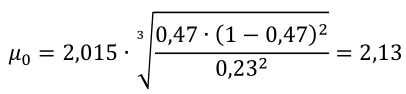 μ₀ = 2,015 · ∛(0,47 · (1 − 0,47)² / 0,23²) = 2,13